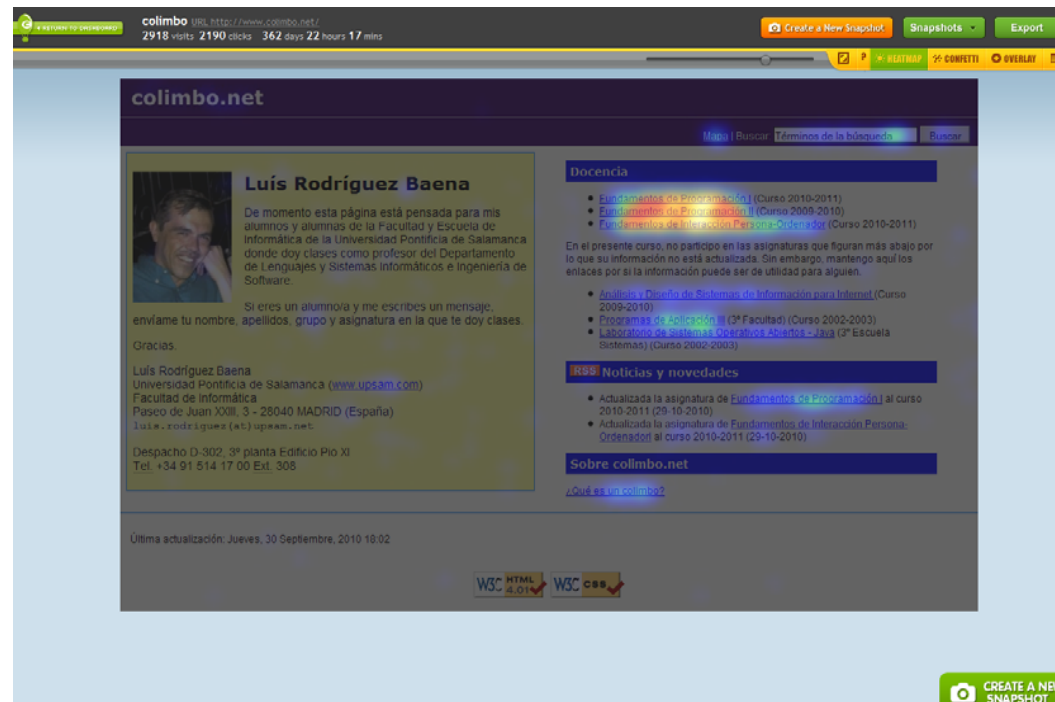 RETURN TO DASHBOARD
colimbo URL http://www.colimbo.net/
2918 visits 2190 clicks 362 days 22 hours 17 mins
Create a New Snapshot
Snapshots
Export
? HEATMAP CONFETTI OVERLAY
colimbo.net
Mapa | Buscar Términos de la búsqueda Buscar
Luís Rodríguez Baena
De momento esta página está pensada para mis
alumnos y alumnas de la Facultad y Escuela de
Informática de la Universidad Pontificia de Salamanca
donde doy clases como profesor del Departamento
de Lenguajes y Sistemas Informáticos e Ingeniería de
Software.
Si eres un alumno/a y me escribes un mensaje,
envíame tu nombre, apellidos, grupo y asignatura en la que te doy clases.
Gracias.
Luís Rodríguez Baena
Universidad Pontificia de Salamanca (www.upsam.com)
Facultad de Informática
Paseo de Juan XXIII, 3 - 28040 MADRID (España)
luis.rodriguez(at)upsam.net
Despacho D-302, 3ª planta Edificio Pio XI
Tel. +34 91 514 17 00 Ext. 308
Docencia
Fundamentos de Programación I (Curso 2010-2011)
Fundamentos de Programación II (Curso 2009-2010)
Fundamentos de Interacción Persona-Ordenador (Curso 2010-2011)
En el presente curso, no participo en las asignaturas que figuran más abajo por
lo que su información no está actualizada. Sin embargo, mantengo aquí los
enlaces por si la información puede ser de utilidad para alguien.
Análisis y Diseño de Sistemas de Información para Internet (Curso
2009-2010)
Programas de Aplicación III (3º Facultad) (Curso 2002-2003)
Laboratorio de Sistemas Operativos Abiertos - Java (3º Escuela
Sistemas) (Curso 2002-2003)
RSS Noticias y novedades
Actualizada la asignatura de Fundamentos de Programación I al curso
2010-2011 (29-10-2010)
Actualizada la asignatura de Fundamentos de Interacción Persona-
Ordenadori al curso 2010-2011 (29-10-2010)
Sobre colimbo.net
¿Qué es un colimbo?
Última actualización: Jueves, 30 Septiembre, 2010 18:02
W3C HTML 4.01
W3C css
CREATE A NE
SNAPSHOT